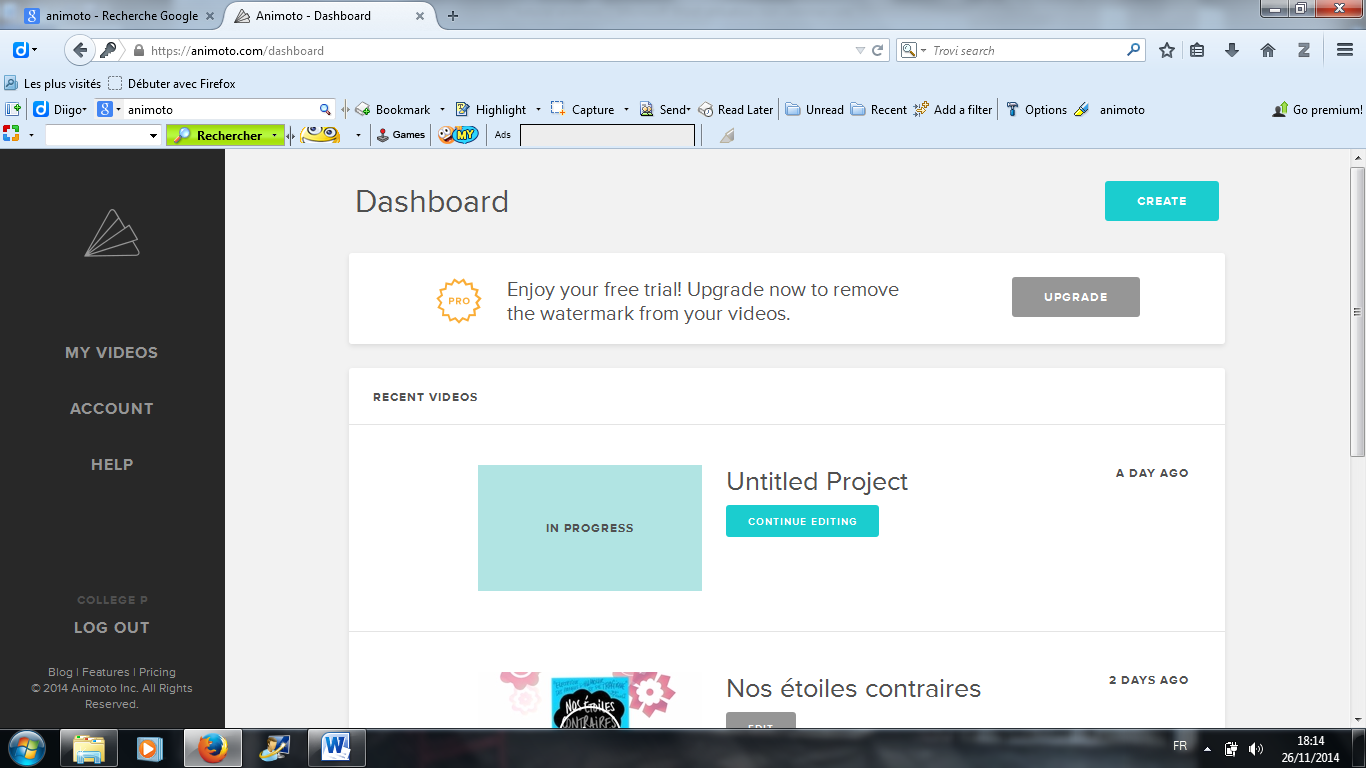 animoto - Recherche Google
Animoto - Dashboard
https://animoto.com/dashboard
Trovi search
Les plus visités
Débuter avec Firefox
Diigo
animoto
Bookmark
Highlight
Capture
Send
Read Later
Unread
Recent
Add a filter
Options
animoto
Go premium!
Rechercher
Games
MY
Ads
Dashboard
CREATE
PRO
Enjoy your free trial! Upgrade now to remove
the watermark from your videos.
UPGRADE
MY VIDEOS
ACCOUNT
HELP
RECENT VIDEOS
IN PROGRESS
Untitled Project
A DAY AGO
CONTINUE EDITING
COLLEGE P
LOG OUT
Blog | Features | Pricing
© 2014 Animoto Inc. All Rights
Reserved.
NOS ÉTOILES
CONTRAIRES
Nos étoiles contraires
2 DAYS AGO
EDIT
FR
18:14
26/11/2014